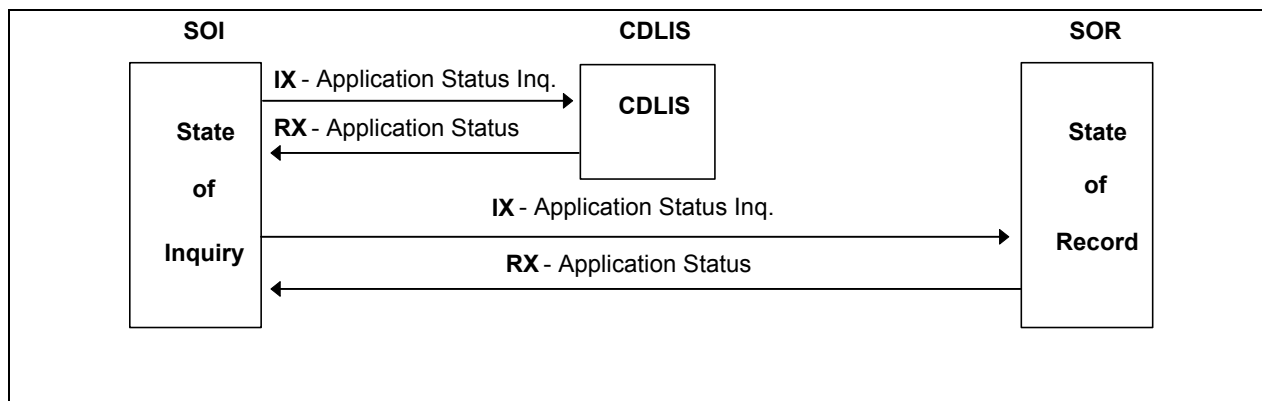 SOI
CDLIS
SOR
IX - Application Status Inq.
CDLIS
RX - Application Status
State
of
Inquiry
State
of
Record
IX - Application Status Inq.
RX - Application Status